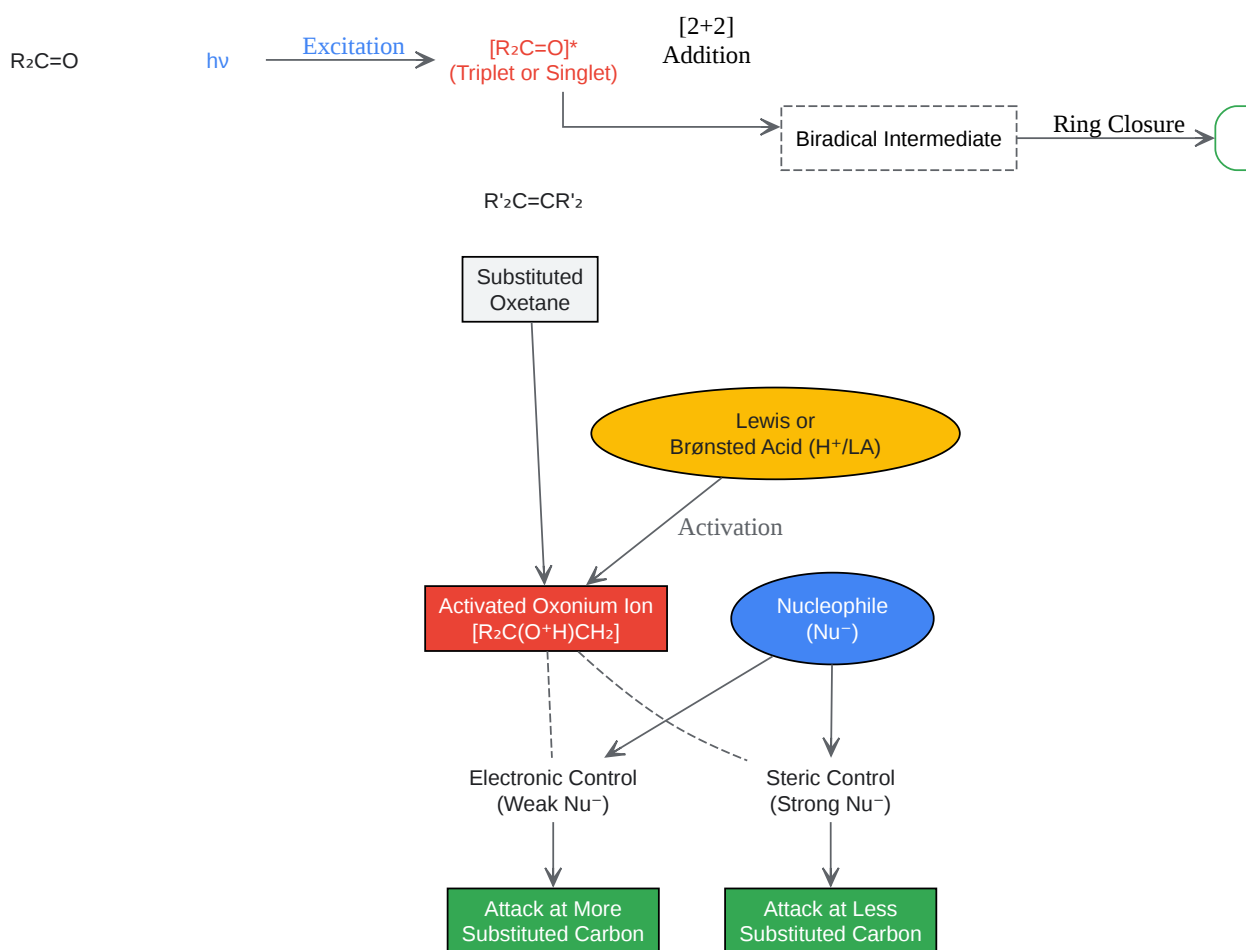 R₂C=O
hν
Excitation
[R₂C=O]*
(Triplet or Singlet)
[2+2]
Addition
Biradical Intermediate
Ring Closure
R'₂C=CR'₂
Substituted
Oxetane
Lewis or
Brønsted Acid (H⁺/LA)
Activation
Activated Oxonium Ion
[R₂C(O⁺H)CH₂]
Nucleophile
(Nu⁻)
Electronic Control
(Weak Nu⁻)
Steric Control
(Strong Nu⁻)
Attack at More
Substituted Carbon
Attack at Less
Substituted Carbon